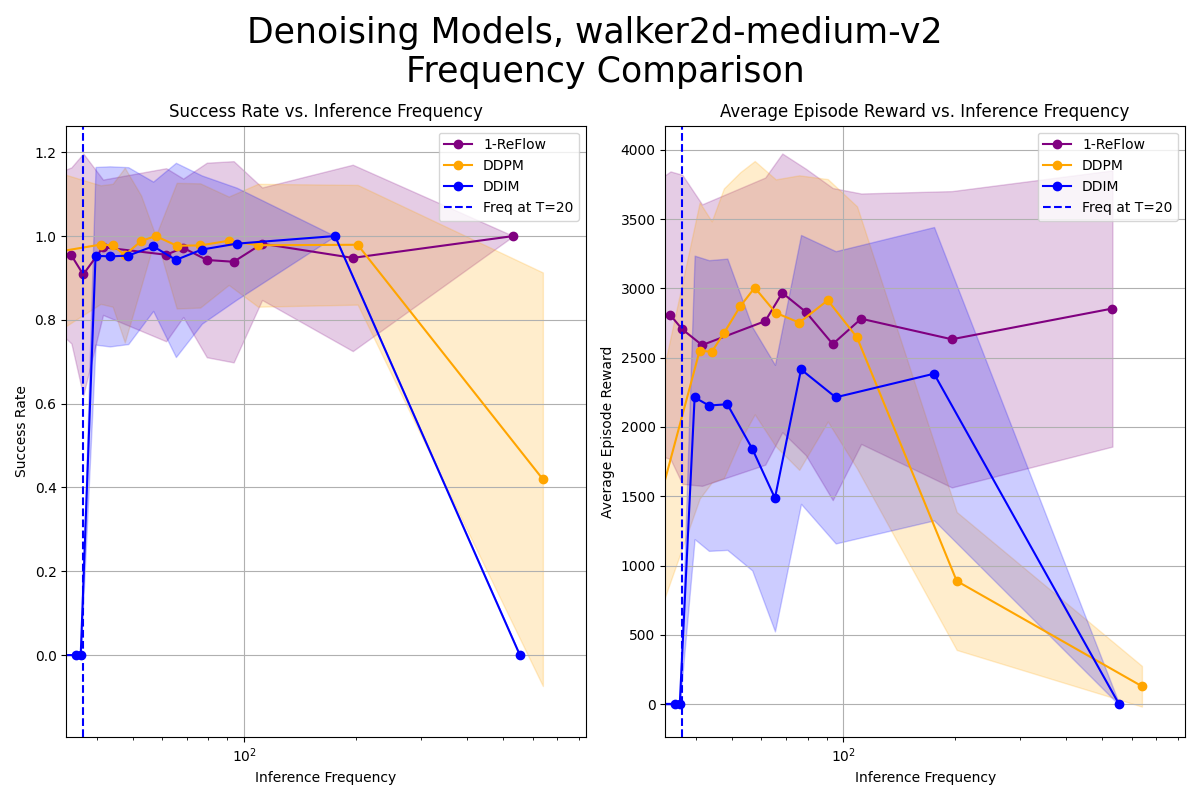 Denoising Models, walker2d-medium-v2
Frequency Comparison
Success Rate vs. Inference Frequency
1.2
1.0
0.8
0.6
0.4
0.2
0.0
Success Rate
1-ReFlow
DDPM
DDIM
Freq at T=20
10²
Inference Frequency
Average Episode Reward vs. Inference Frequency
4000
3500
3000
2500
2000
1500
1000
500
0
Average Episode Reward
1-ReFlow
DDPM
DDIM
Freq at T=20
10²
Inference Frequency